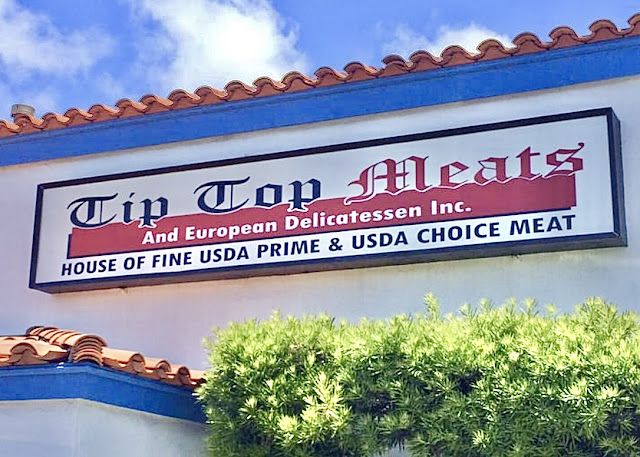 Tip Top Meats
And European Delicatessen Inc.
HOUSE OF FINE USDA PRIME & USDA CHOICE MEAT